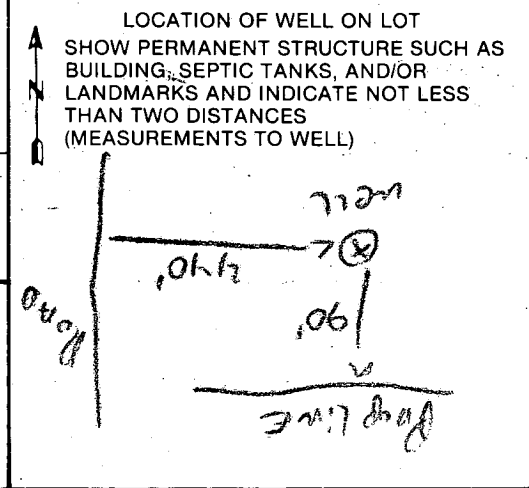 LOCATION OF WELL ON LOT
SHOW PERMANENT STRUCTURE SUCH AS
BUILDING, SEPTIC TANKS, AND/OR
LANDMARKS AND INDICATE NOT LESS
THAN TWO DISTANCES
(MEASUREMENTS TO WELL)
N
well
440'
90'
Road
Prop Line